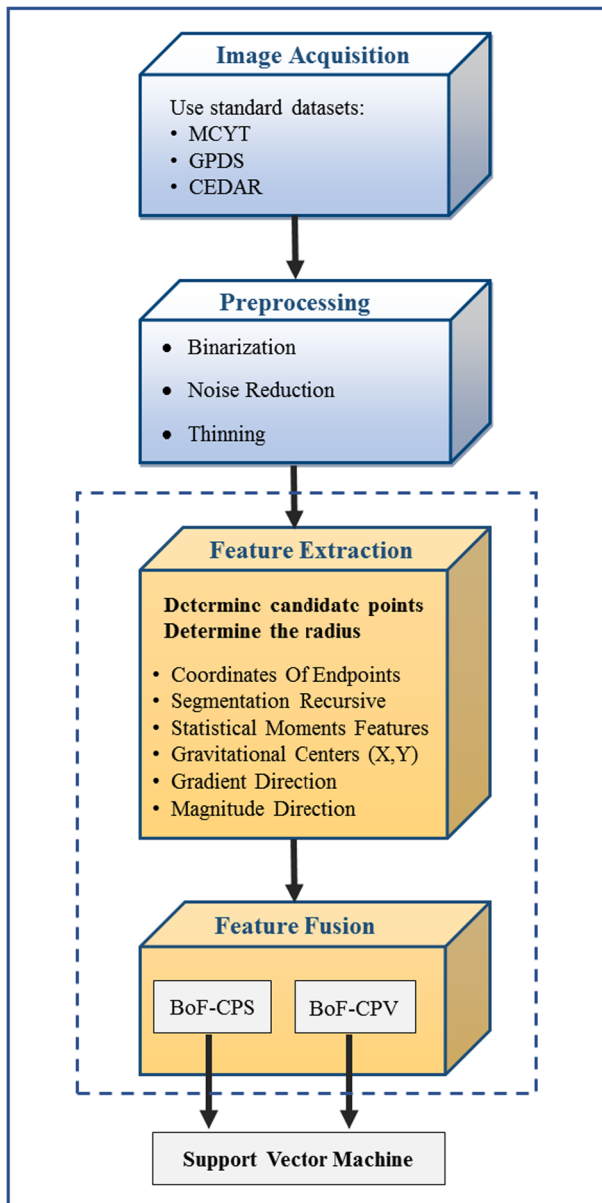 Image Acquisition
Use standard datasets:
• MCYT
• GPDS
• CEDAR
Preprocessing
• Binarization
• Noise Reduction
• Thinning
Feature Extraction
Determine candidate points
Determine the radius
• Coordinates Of Endpoints
• Segmentation Recursive
• Statistical Moments Features
• Gravitational Centers (X,Y)
• Gradient Direction
• Magnitude Direction
Feature Fusion
BoF-CPS BoF-CPV
Support Vector Machine